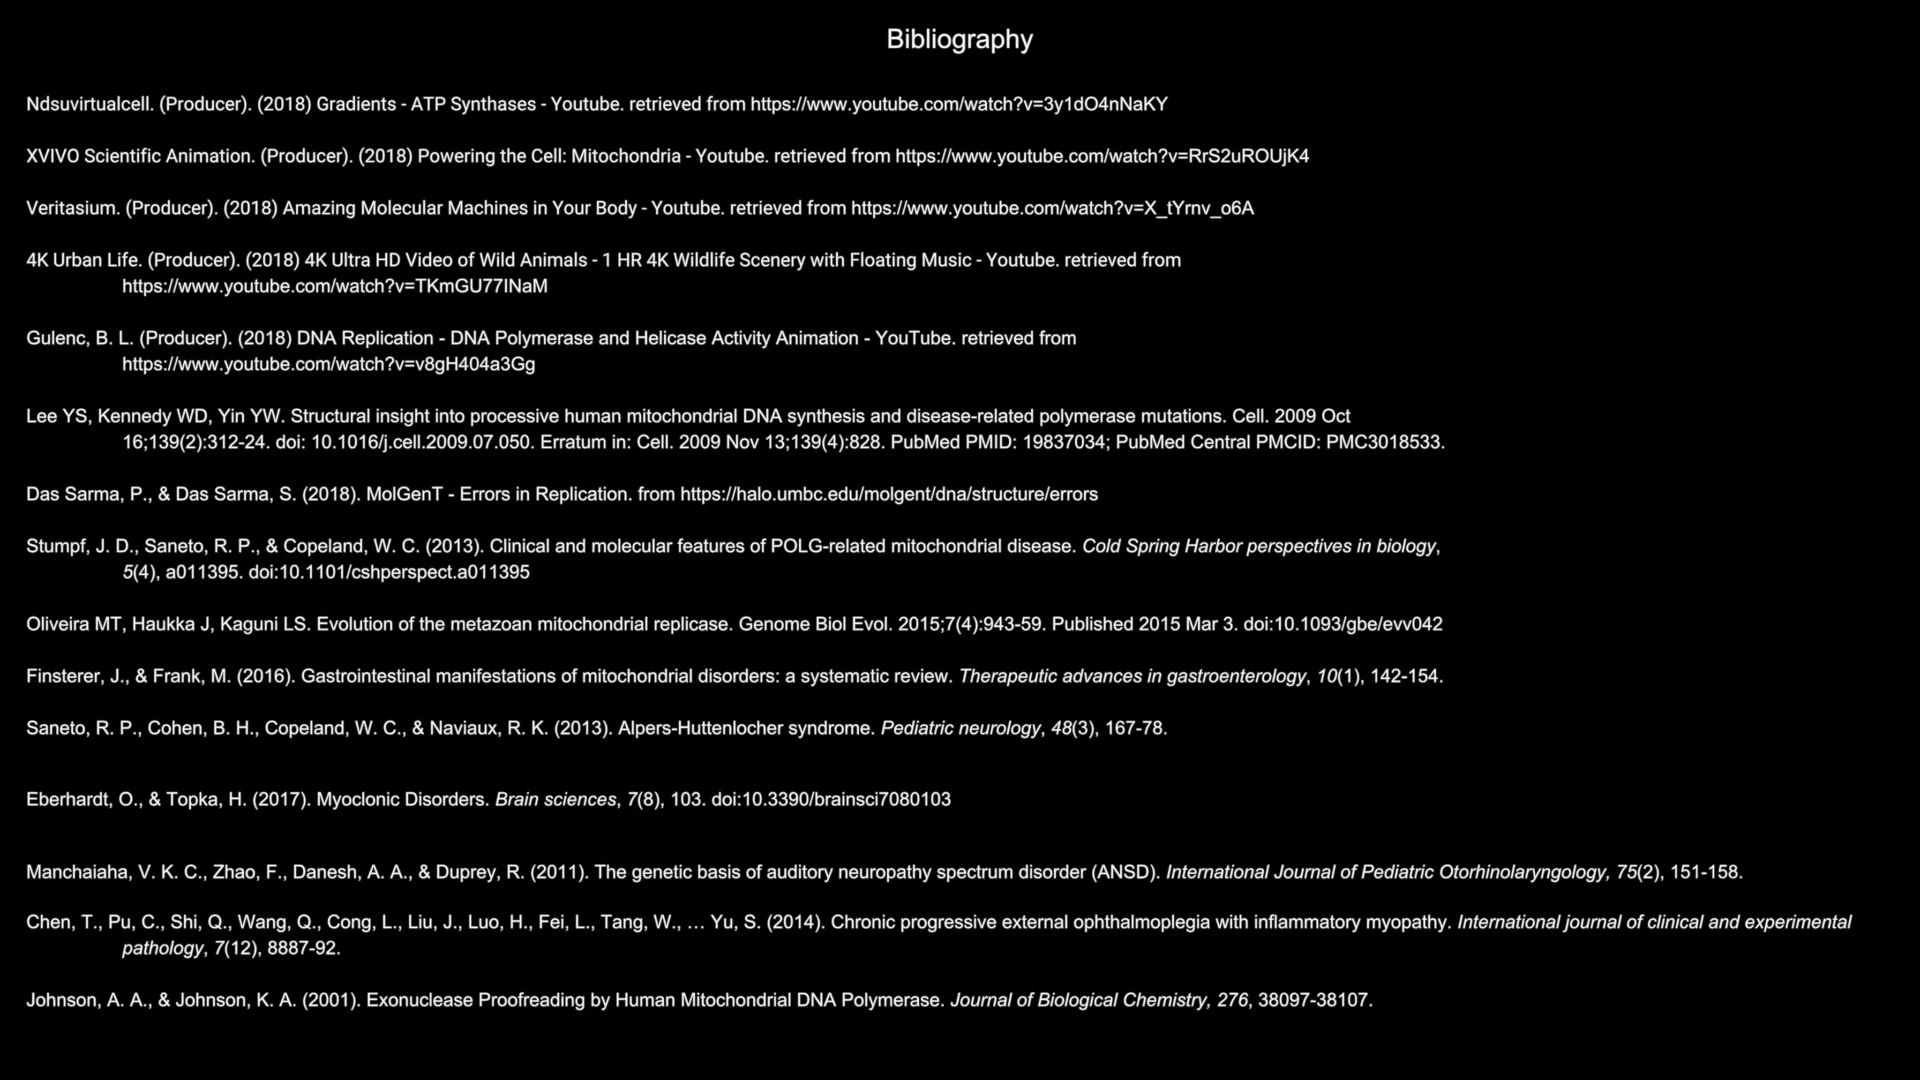 Bibliography
Ndsuvirtualcell. (Producer). (2018) Gradients - ATP Synthases - Youtube. retrieved from https://www.youtube.com/watch?v=3y1dO4nNaKY
XVIVO Scientific Animation. (Producer). (2018) Powering the Cell: Mitochondria - Youtube. retrieved from https://www.youtube.com/watch?v=RrS2uROUjK4
Veritasium. (Producer). (2018) Amazing Molecular Machines in Your Body - Youtube. retrieved from https://www.youtube.com/watch?v=X_tYrnv_o6A
4K Urban Life. (Producer). (2018) 4K Ultra HD Video of Wild Animals - 1 HR 4K Wildlife Scenery with Floating Music - Youtube. retrieved from
https://www.youtube.com/watch?v=TKmGU77INaM
Gulenc, B. L. (Producer). (2018) DNA Replication - DNA Polymerase and Helicase Activity Animation - YouTube. retrieved from
https://www.youtube.com/watch?v=v8gH404a3Gg
Lee YS, Kennedy WD, Yin YW. Structural insight into processive human mitochondrial DNA synthesis and disease-related polymerase mutations. Cell. 2009 Oct
16;139(2):312-24. doi: 10.1016/j.cell.2009.07.050. Erratum in: Cell. 2009 Nov 13;139(4):828. PubMed PMID: 19837034; PubMed Central PMCID: PMC3018533.
Das Sarma, P., & Das Sarma, S. (2018). MolGenT - Errors in Replication. from https://halo.umbc.edu/molgent/dna/structure/errors
Stumpf, J. D., Saneto, R. P., & Copeland, W. C. (2013). Clinical and molecular features of POLG-related mitochondrial disease. Cold Spring Harbor perspectives in biology,
5(4), a011395. doi:10.1101/cshperspect.a011395
Oliveira MT, Haukka J, Kaguni LS. Evolution of the metazoan mitochondrial replicase. Genome Biol Evol. 2015;7(4):943-59. Published 2015 Mar 3. doi:10.1093/gbe/evv042
Finsterer, J., & Frank, M. (2016). Gastrointestinal manifestations of mitochondrial disorders: a systematic review. Therapeutic advances in gastroenterology, 10(1), 142-154.
Saneto, R. P., Cohen, B. H., Copeland, W. C., & Naviaux, R. K. (2013). Alpers-Huttenlocher syndrome. Pediatric neurology, 48(3), 167-78.
Eberhardt, O., & Topka, H. (2017). Myoclonic Disorders. Brain sciences, 7(8), 103. doi:10.3390/brainsci7080103
Manchaiaha, V. K. C., Zhao, F., Danesh, A. A., & Duprey, R. (2011). The genetic basis of auditory neuropathy spectrum disorder (ANSD). International Journal of Pediatric Otorhinolaryngology, 75(2), 151-158.
Chen, T., Pu, C., Shi, Q., Wang, Q., Cong, L., Liu, J., Luo, H., Fei, L., Tang, W., … Yu, S. (2014). Chronic progressive external ophthalmoplegia with inflammatory myopathy. International journal of clinical and experimental
pathology, 7(12), 8887-92.
Johnson, A. A., & Johnson, K. A. (2001). Exonuclease Proofreading by Human Mitochondrial DNA Polymerase. Journal of Biological Chemistry, 276, 38097-38107.